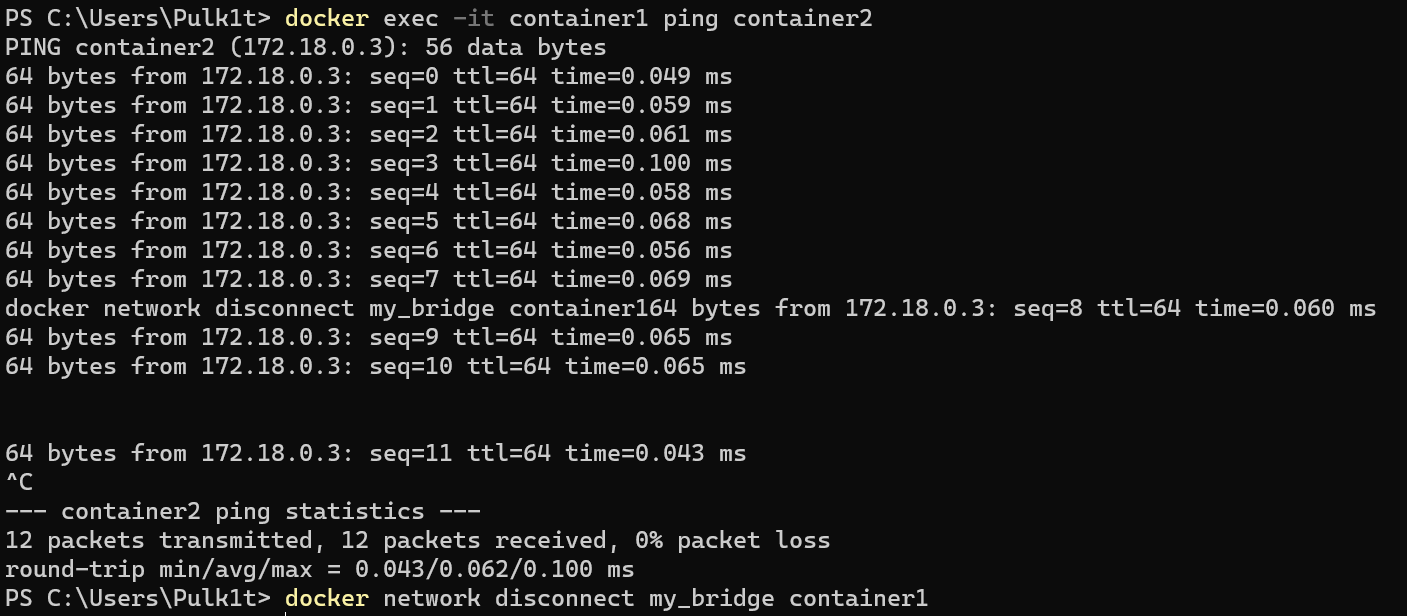 PS C:\Users\Pulk1t> docker exec -it container1 ping container2
PING container2 (172.18.0.3): 56 data bytes
64 bytes from 172.18.0.3: seq=0 ttl=64 time=0.049 ms
64 bytes from 172.18.0.3: seq=1 ttl=64 time=0.059 ms
64 bytes from 172.18.0.3: seq=2 ttl=64 time=0.061 ms
64 bytes from 172.18.0.3: seq=3 ttl=64 time=0.100 ms
64 bytes from 172.18.0.3: seq=4 ttl=64 time=0.058 ms
64 bytes from 172.18.0.3: seq=5 ttl=64 time=0.068 ms
64 bytes from 172.18.0.3: seq=6 ttl=64 time=0.056 ms
64 bytes from 172.18.0.3: seq=7 ttl=64 time=0.069 ms
docker network disconnect my_bridge container164 bytes from 172.18.0.3: seq=8 ttl=64 time=0.060 ms
64 bytes from 172.18.0.3: seq=9 ttl=64 time=0.065 ms
64 bytes from 172.18.0.3: seq=10 ttl=64 time=0.065 ms
64 bytes from 172.18.0.3: seq=11 ttl=64 time=0.043 ms
^C
--- container2 ping statistics ---
12 packets transmitted, 12 packets received, 0% packet loss
round-trip min/avg/max = 0.043/0.062/0.100 ms
PS C:\Users\Pulk1t> docker network disconnect my_bridge container1